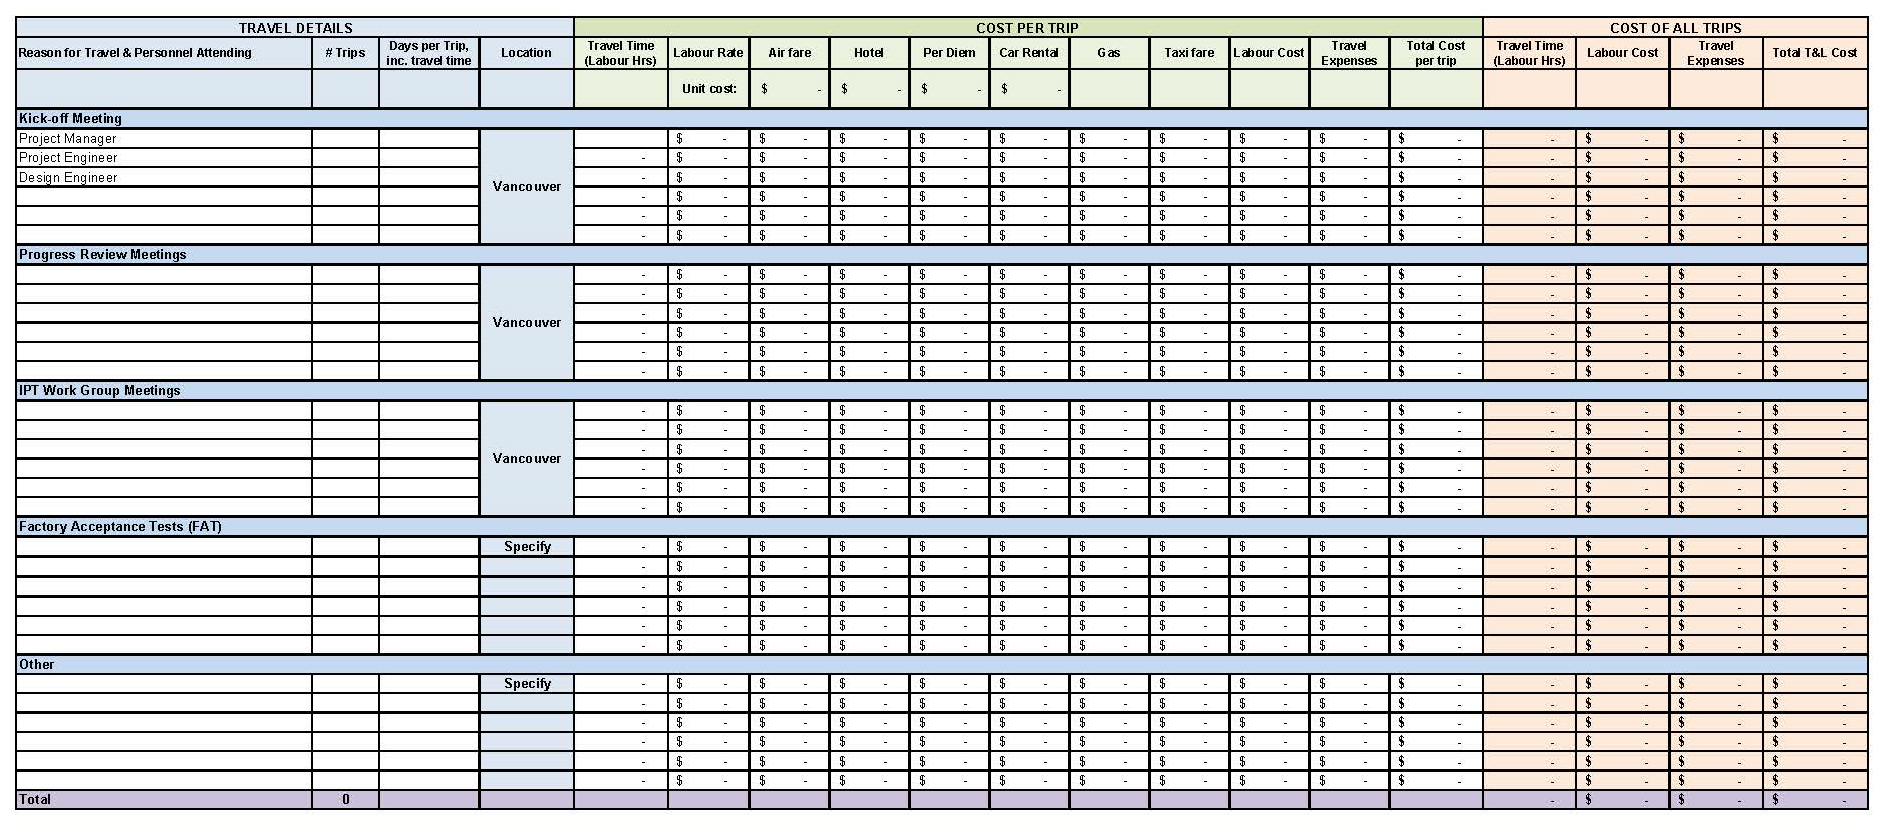 TRAVEL DETAILS COST PER TRIP COST OF ALL TRIPS
Reason for Travel & Personnel Attending # Trips Days per Trip, inc. travel time Location Travel Time (Labour Hrs) Labour Rate Air fare Hotel Per Diem Car Rental Gas Taxi fare Labour Cost Travel Expenses Total Cost per trip Travel Time (Labour Hrs) Labour Cost Travel Expenses Total T&L Cost
Unit cost: $ - $ - $ - $ -
Kick-off Meeting
Project Manager $ - $ - $ - $ - $ - $ - $ - $ - $ - $ - - $ - $ - $ -
Project Engineer - $ - $ - $ - $ - $ - $ - $ - $ - $ - $ - - $ - $ - $ -
Design Engineer Vancouver - $ - $ - $ - $ - $ - $ - $ - $ - $ - $ - - $ - $ - $ -
- $ - $ - $ - $ - $ - $ - $ - $ - $ - $ - - $ - $ - $ -
- $ - $ - $ - $ - $ - $ - $ - $ - $ - $ - - $ - $ - $ -
- $ - $ - $ - $ - $ - $ - $ - $ - $ - $ - - $ - $ - $ -
Progress Review Meetings
- $ - $ - $ - $ - $ - $ - $ - $ - $ - $ - - $ - $ - $ -
- $ - $ - $ - $ - $ - $ - $ - $ - $ - $ - - $ - $ - $ -
- $ - $ - $ - $ - $ - $ - $ - $ - $ - $ - - $ - $ - $ -
Vancouver - $ - $ - $ - $ - $ - $ - $ - $ - $ - $ - - $ - $ - $ -
- $ - $ - $ - $ - $ - $ - $ - $ - $ - $ - - $ - $ - $ -
- $ - $ - $ - $ - $ - $ - $ - $ - $ - $ - - $ - $ - $ -
IPT Work Group Meetings
- $ - $ - $ - $ - $ - $ - $ - $ - $ - $ - - $ - $ - $ -
- $ - $ - $ - $ - $ - $ - $ - $ - $ - $ - - $ - $ - $ -
- $ - $ - $ - $ - $ - $ - $ - $ - $ - $ - - $ - $ - $ -
Vancouver - $ - $ - $ - $ - $ - $ - $ - $ - $ - $ - - $ - $ - $ -
- $ - $ - $ - $ - $ - $ - $ - $ - $ - $ - - $ - $ - $ -
- $ - $ - $ - $ - $ - $ - $ - $ - $ - $ - - $ - $ - $ -
Factory Acceptance Tests (FAT)
Specify - $ - $ - $ - $ - $ - $ - $ - $ - $ - $ - - $ - $ - $ -
- $ - $ - $ - $ - $ - $ - $ - $ - $ - $ - - $ - $ - $ -
- $ - $ - $ - $ - $ - $ - $ - $ - $ - $ - - $ - $ - $ -
- $ - $ - $ - $ - $ - $ - $ - $ - $ - $ - - $ - $ - $ -
- $ - $ - $ - $ - $ - $ - $ - $ - $ - $ - - $ - $ - $ -
- $ - $ - $ - $ - $ - $ - $ - $ - $ - $ - - $ - $ - $ -
Other
Specify - $ - $ - $ - $ - $ - $ - $ - $ - $ - $ - - $ - $ - $ -
- $ - $ - $ - $ - $ - $ - $ - $ - $ - $ - - $ - $ - $ -
- $ - $ - $ - $ - $ - $ - $ - $ - $ - $ - - $ - $ - $ -
- $ - $ - $ - $ - $ - $ - $ - $ - $ - $ - - $ - $ - $ -
- $ - $ - $ - $ - $ - $ - $ - $ - $ - $ - - $ - $ - $ -
- $ - $ - $ - $ - $ - $ - $ - $ - $ - $ - - $ - $ - $ -
Total 0 - $ - $ - $ -